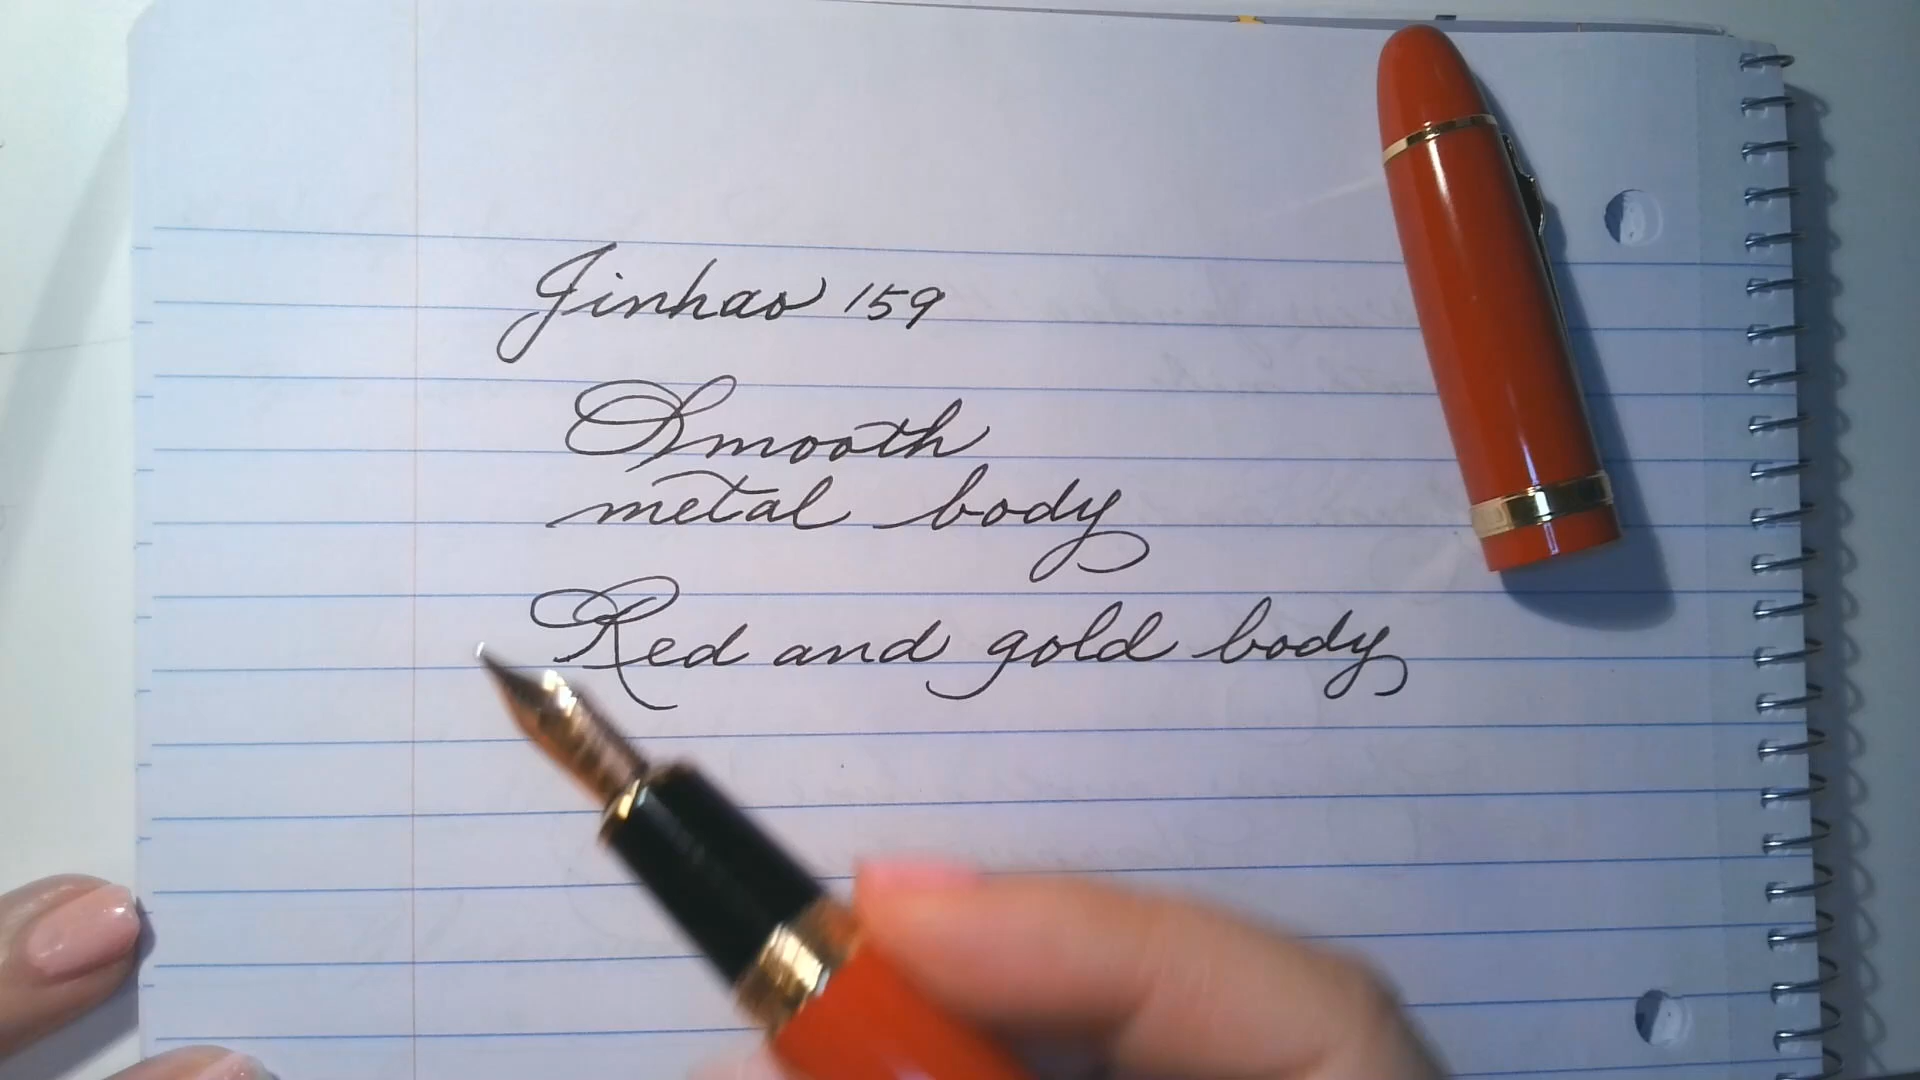 Jinhao 159
Smooth
metal body
Red and gold body